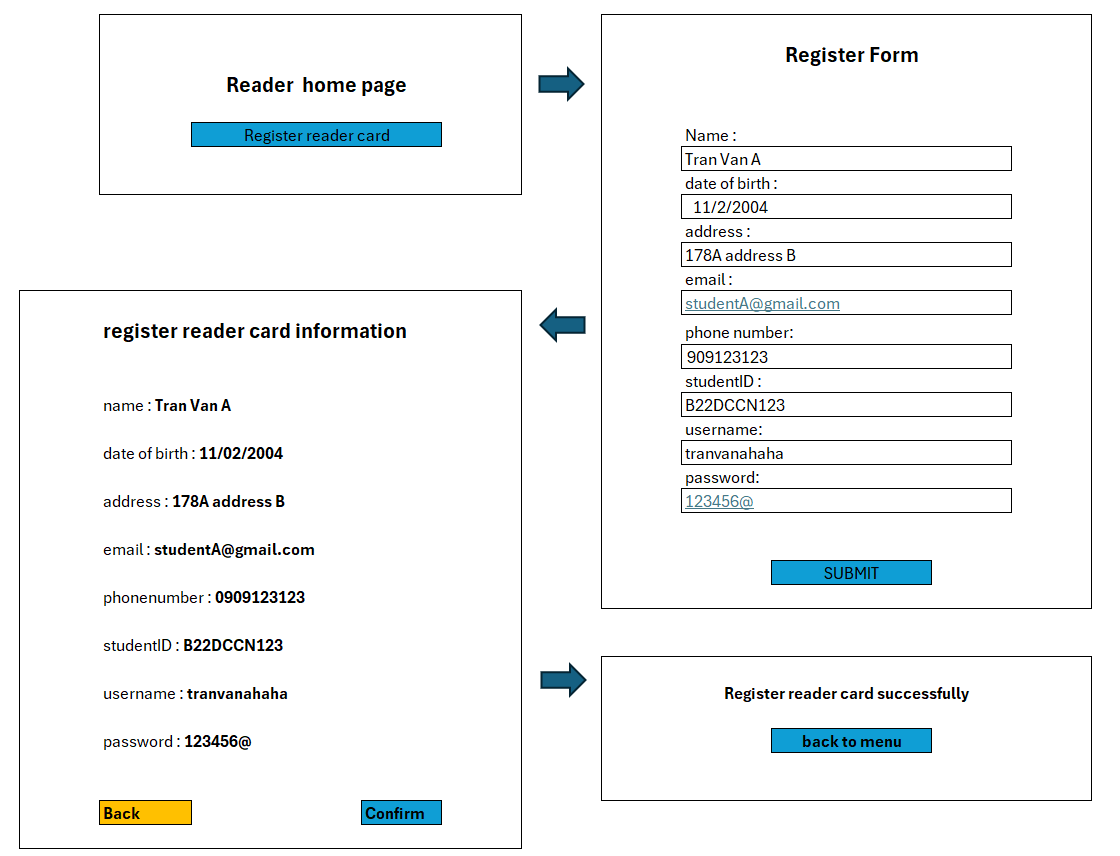 Reader  home page
Register reader card
Register Form
Name :
Tran Van A
date of birth :
11/2/2004
address :
178A address B
email :
studentA@gmail.com
phone number:
909123123
studentID :
B22DCCN123
username:
tranvanahaha
password:
123456@
SUBMIT
register reader card information
name : Tran Van A
date of birth : 11/02/2004
address : 178A address B
email : studentA@gmail.com
phonenumber : 0909123123
studentID : B22DCCN123
username : tranvanahaha
password : 123456@
Back
Confirm
Register reader card successfully
back to menu